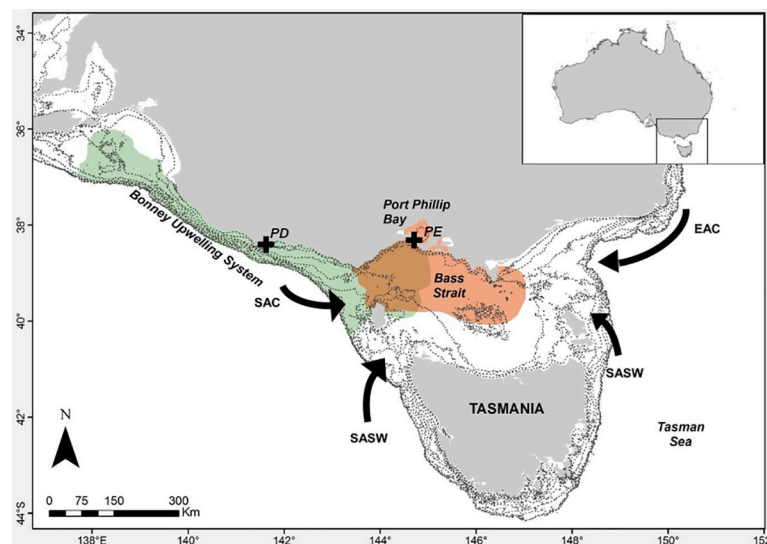 34°
36°
38°
40°
42°
44°S
138°E
140°
142°
144°
146°
148°
150°
152
Port Phillip
Bay
PD
PE
EAC
Bonney Upwelling System
Bass
Strait
SAC
SASW
SASW
TASMANIA
Tasman
Sea
N
0 75 150 300
Km